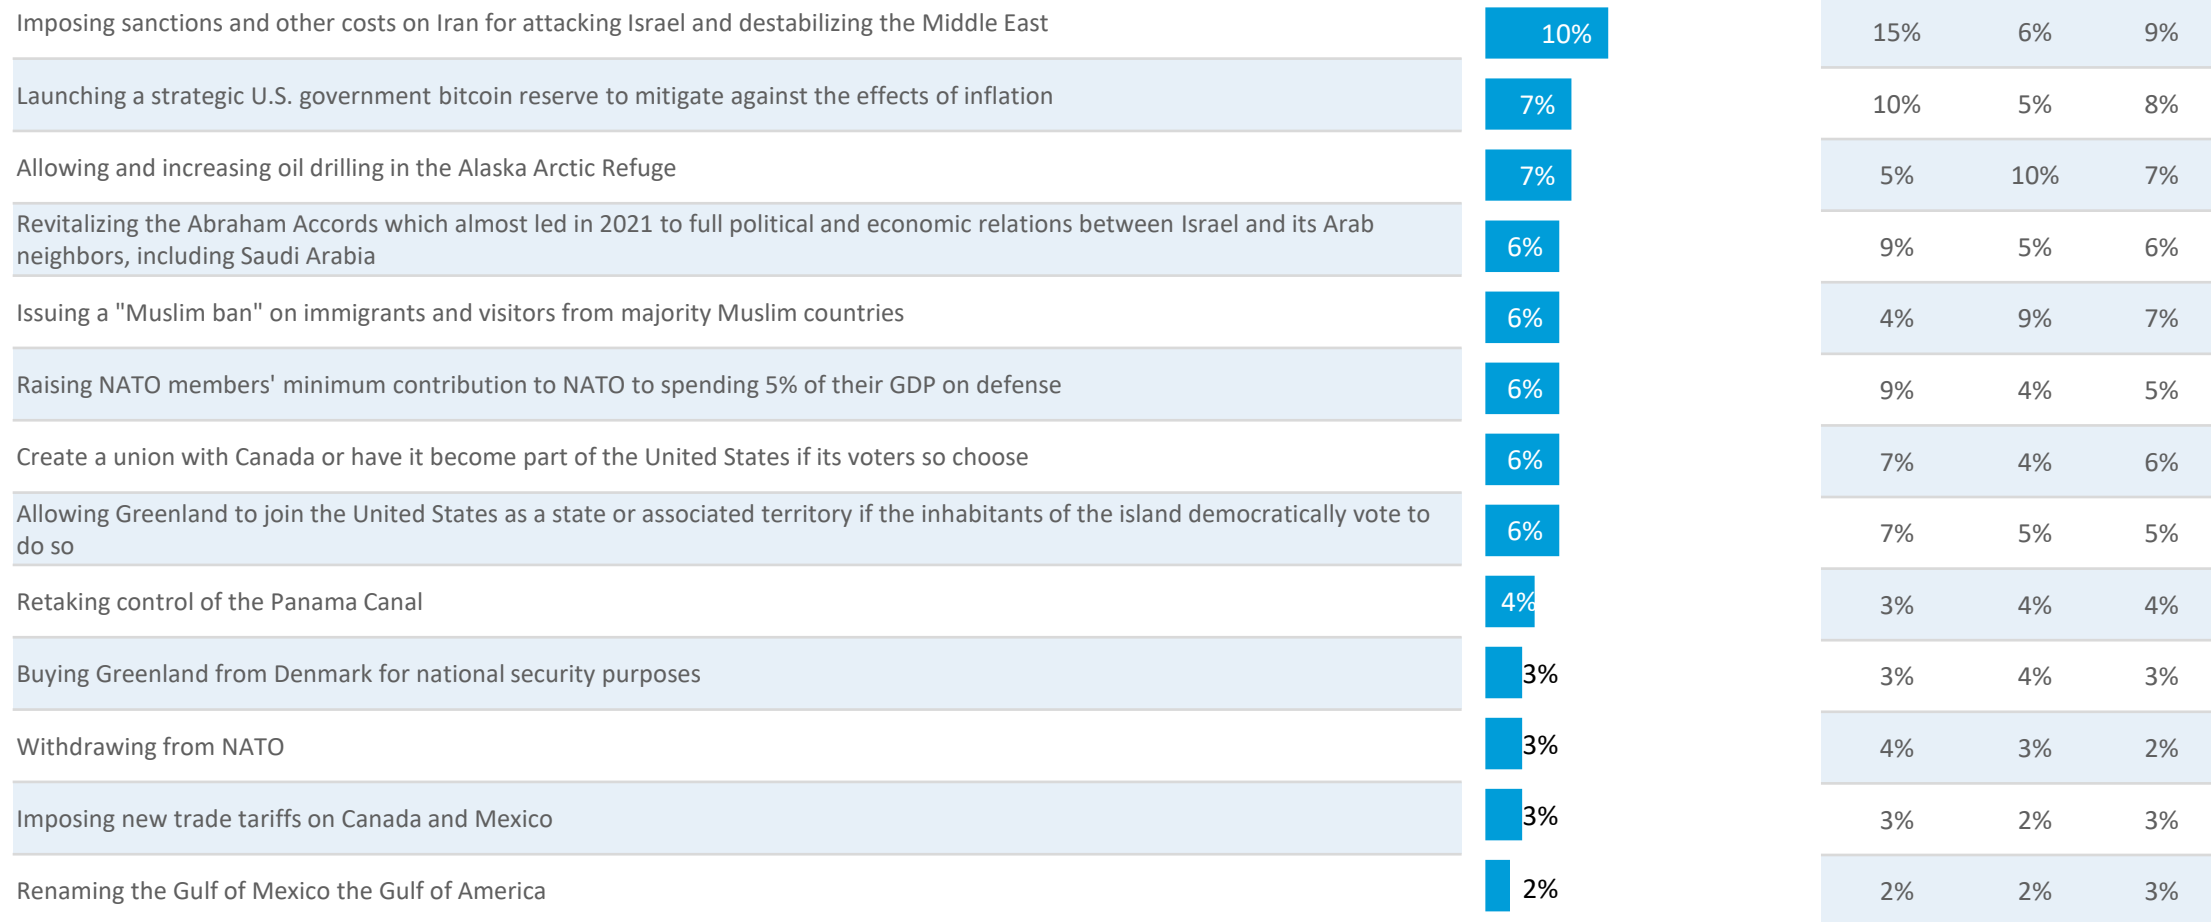 Imposing sanctions and other costs on Iran for attacking Israel and destabilizing the Middle East 10% 15% 6% 9%
Launching a strategic U.S. government bitcoin reserve to mitigate against the effects of inflation 7% 10% 5% 8%
Allowing and increasing oil drilling in the Alaska Arctic Refuge 7% 5% 10% 7%
Revitalizing the Abraham Accords which almost led in 2021 to full political and economic relations between Israel and its Arab
neighbors, including Saudi Arabia 6% 9% 5% 6%
Issuing a "Muslim ban" on immigrants and visitors from majority Muslim countries 6% 4% 9% 7%
Raising NATO members' minimum contribution to NATO to spending 5% of their GDP on defense 6% 9% 4% 5%
Create a union with Canada or have it become part of the United States if its voters so choose 6% 7% 4% 6%
Allowing Greenland to join the United States as a state or associated territory if the inhabitants of the island democratically vote to
do so 6% 7% 5% 5%
Retaking control of the Panama Canal 4% 3% 4% 4%
Buying Greenland from Denmark for national security purposes 3% 3% 4% 3%
Withdrawing from NATO 3% 4% 3% 2%
Imposing new trade tariffs on Canada and Mexico 3% 3% 2% 3%
Renaming the Gulf of Mexico the Gulf of America 2% 2% 2% 3%